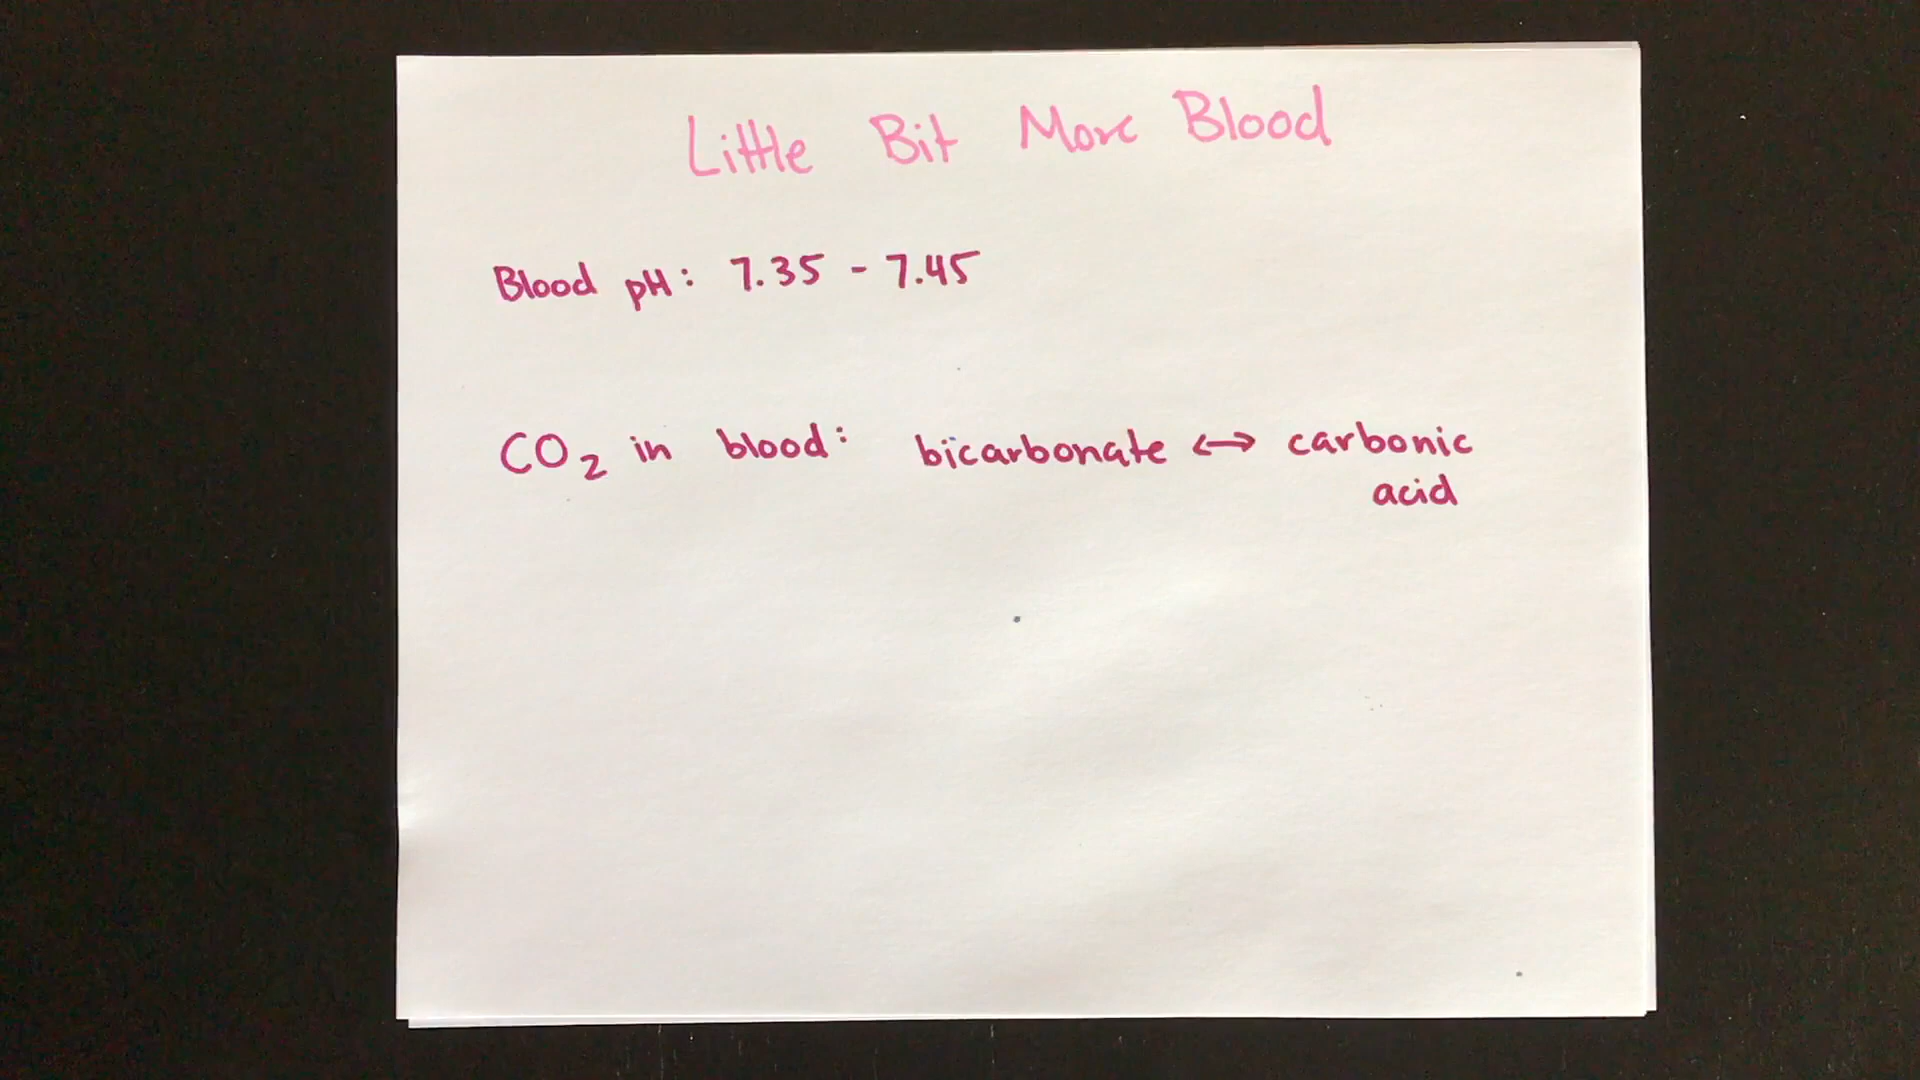 Little Bit More Blood
Blood pH: 7.35 - 7.45
CO₂ in blood: bicarbonate ↔ carbonic
acid